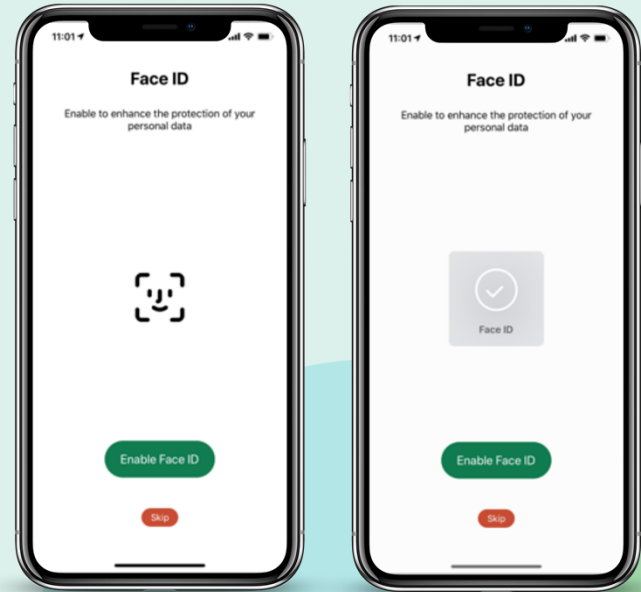 11:01
Face ID
Enable to enhance the protection of your
personal data
Enable Face ID
Skip
11:01
Face ID
Enable to enhance the protection of your
personal data
Face ID
Enable Face ID
Skip